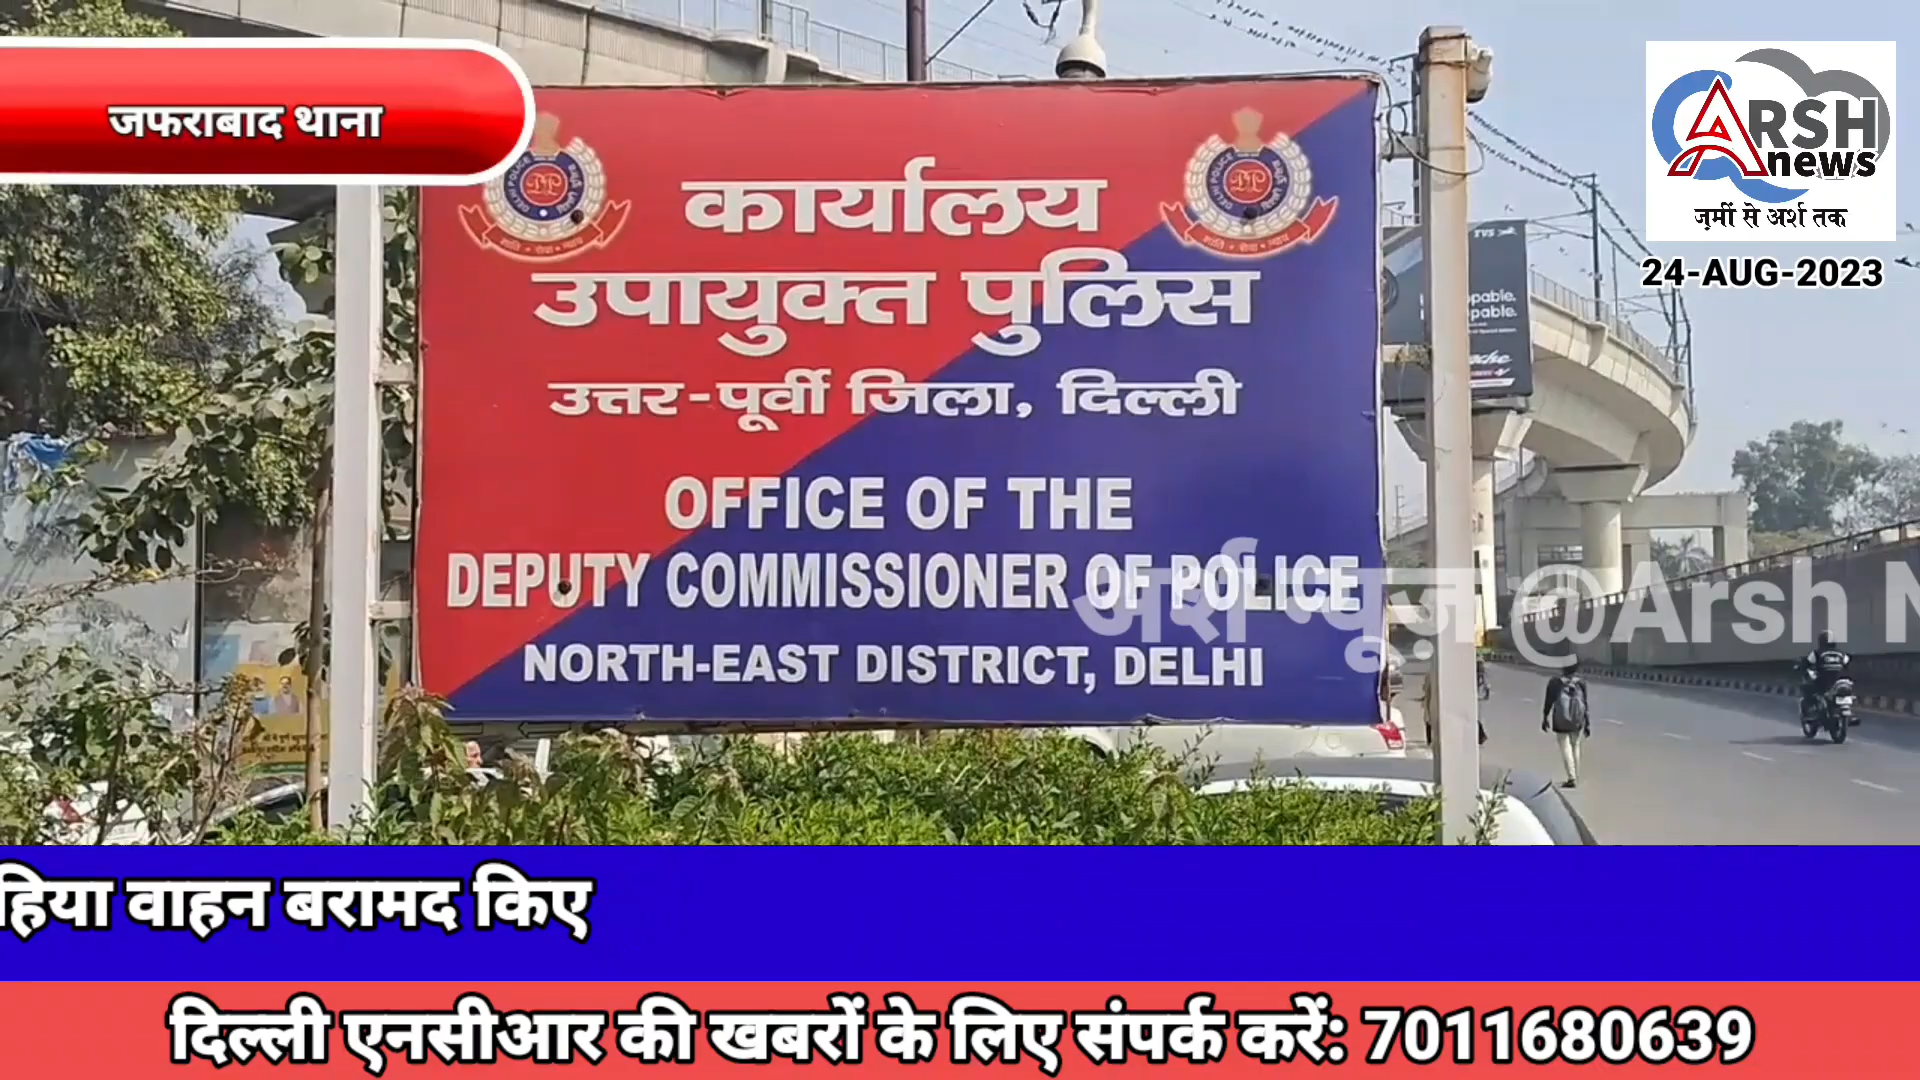 जफराबाद थाना
ARSH
news
ज़मीं से अर्श तक
24-AUG-2023
कार्यालय
उपायुक्त पुलिस
उत्तर-पूर्वी जिला, दिल्ली
OFFICE OF THE
DEPUTY COMMISSIONER OF POLICE
NORTH-EAST DISTRICT, DELHI
अर्श न्यूज़ @Arsh N
TVS
हिया वाहन बरामद किए
दिल्ली एनसीआर की खबरों के लिए संपर्क करें: 7011680639